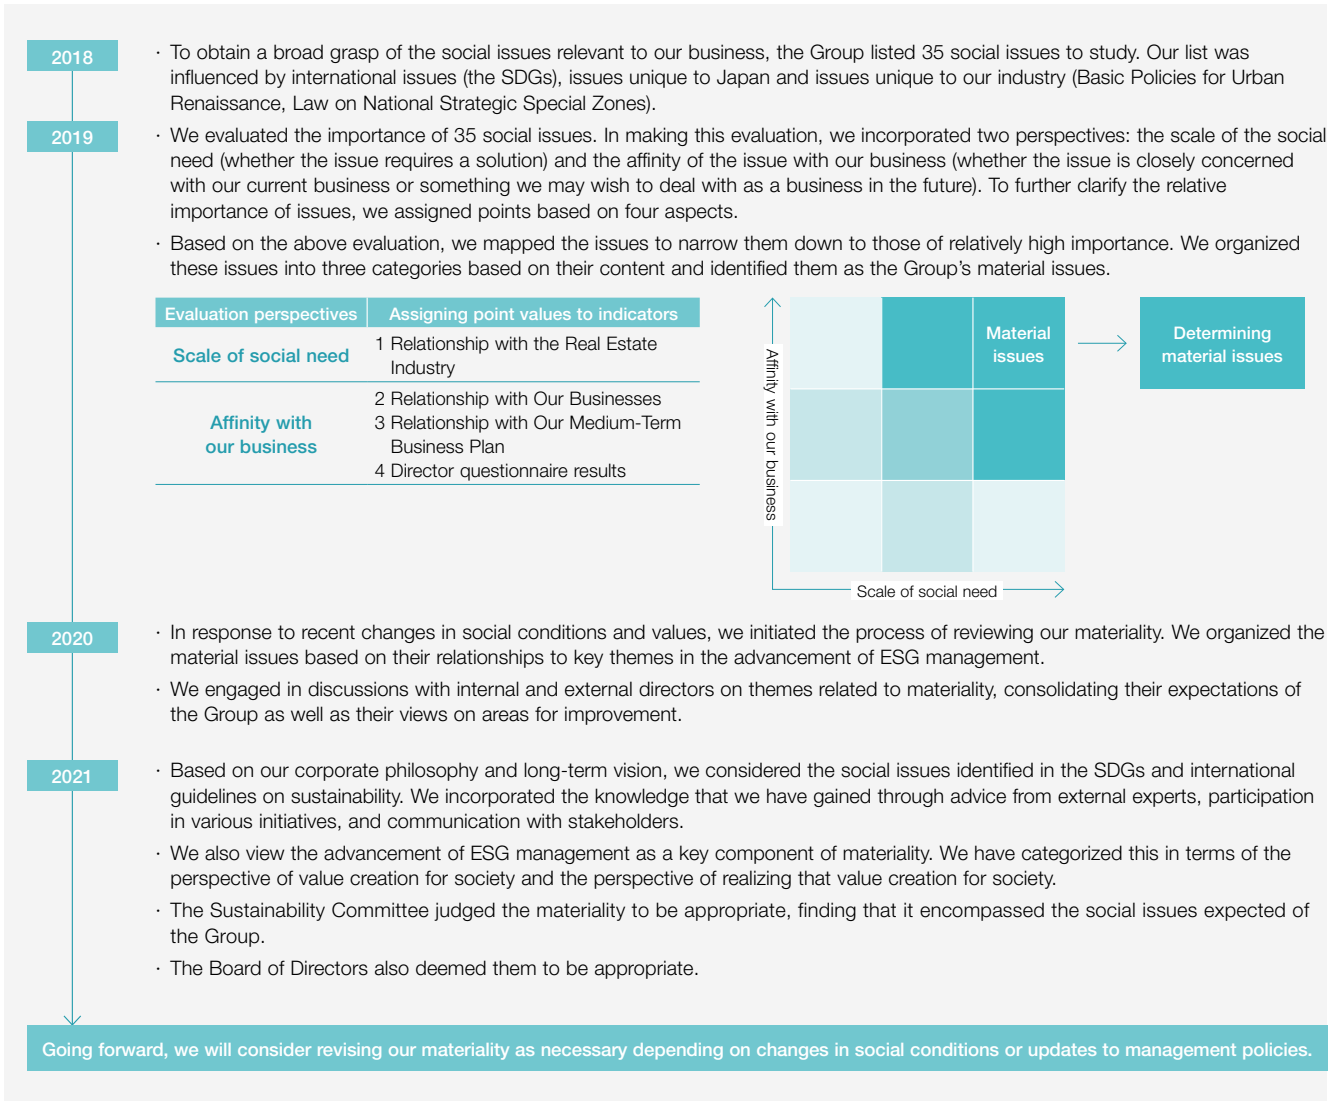 2018
· To obtain a broad grasp of the social issues relevant to our business, the Group listed 35 social issues to study. Our list was
influenced by international issues (the SDGs), issues unique to Japan and issues unique to our industry (Basic Policies for Urban
Renaissance, Law on National Strategic Special Zones).
2019
· We evaluated the importance of 35 social issues. In making this evaluation, we incorporated two perspectives: the scale of the social
need (whether the issue requires a solution) and the affinity of the issue with our business (whether the issue is closely concerned
with our current business or something we may wish to deal with as a business in the future). To further clarify the relative
importance of issues, we assigned points based on four aspects.
· Based on the above evaluation, we mapped the issues to narrow them down to those of relatively high importance. We organized
these issues into three categories based on their content and identified them as the Group's material issues.
Evaluation perspectives
Assigning point values to indicators
Scale of social need
1 Relationship with the Real Estate
Industry
Affinity with
our business
2 Relationship with Our Businesses
3 Relationship with Our Medium-Term
Business Plan
4 Director questionnaire results
Affinity with our business
Material
issues
Scale of social need
Determining
material issues
2020
· In response to recent changes in social conditions and values, we initiated the process of reviewing our materiality. We organized the
material issues based on their relationships to key themes in the advancement of ESG management.
· We engaged in discussions with internal and external directors on themes related to materiality, consolidating their expectations of
the Group as well as their views on areas for improvement.
2021
· Based on our corporate philosophy and long-term vision, we considered the social issues identified in the SDGs and international
guidelines on sustainability. We incorporated the knowledge that we have gained through advice from external experts, participation
in various initiatives, and communication with stakeholders.
· We also view the advancement of ESG management as a key component of materiality. We have categorized this in terms of the
perspective of value creation for society and the perspective of realizing that value creation for society.
· The Sustainability Committee judged the materiality to be appropriate, finding that it encompassed the social issues expected of
the Group.
· The Board of Directors also deemed them to be appropriate.
Going forward, we will consider revising our materiality as necessary depending on changes in social conditions or updates to management policies.